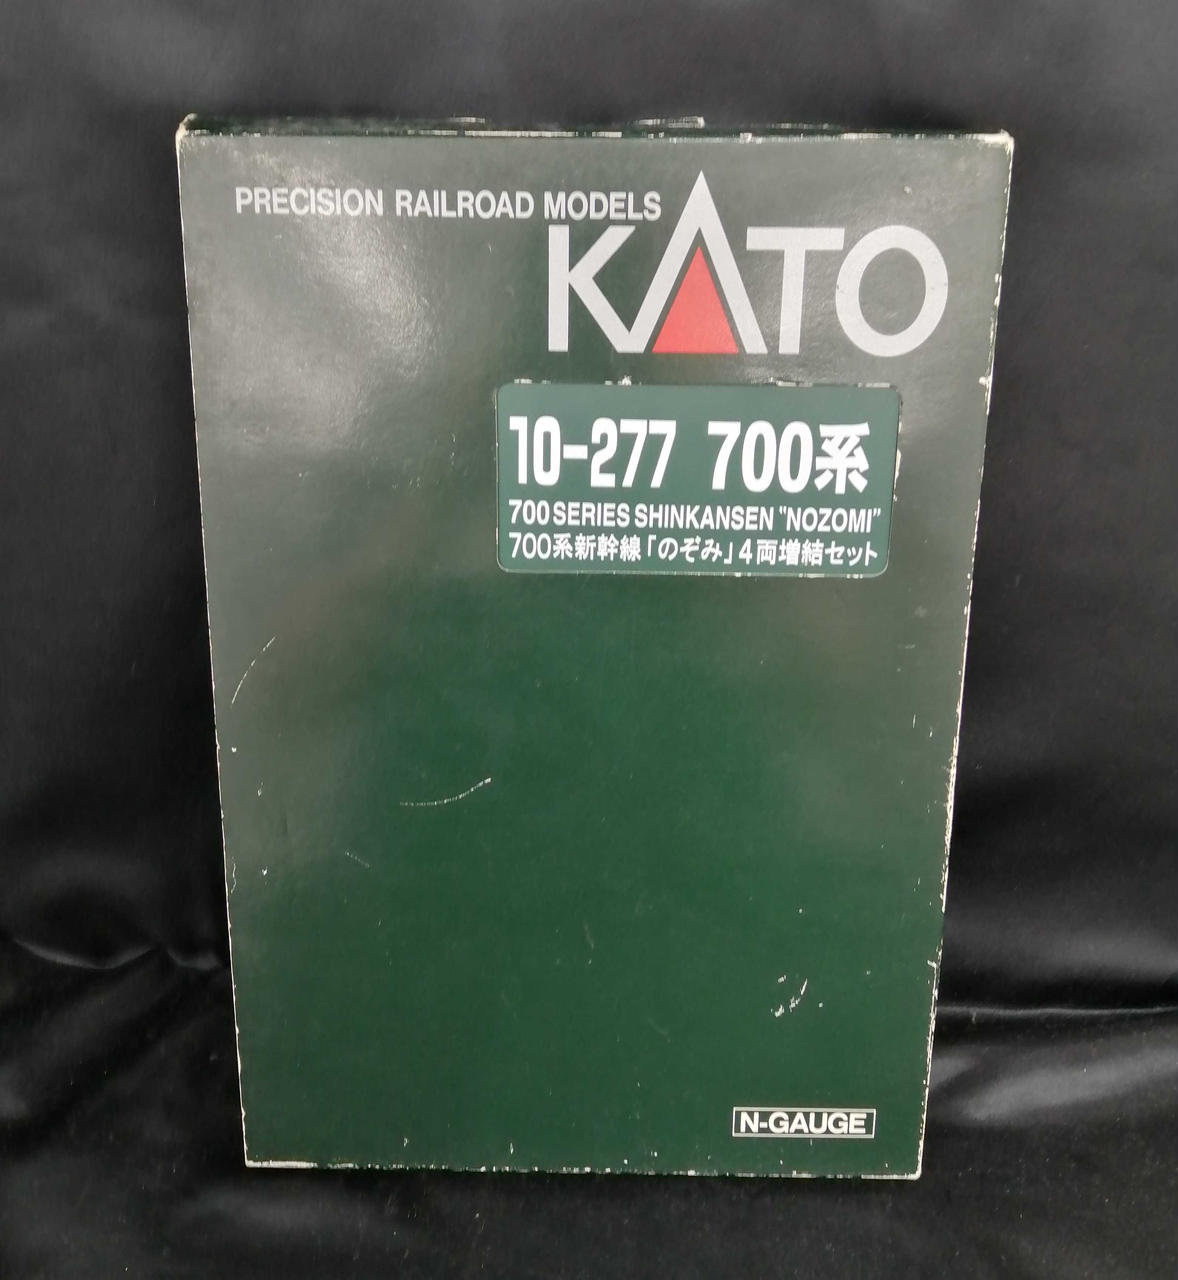 PRECISION RAILROAD MODELS
KATO
10-277 700系
700 SERIES SHINKANSEN "NOZOMI"
700系新幹線「のぞみ」4両増結セット
N-GAUGE